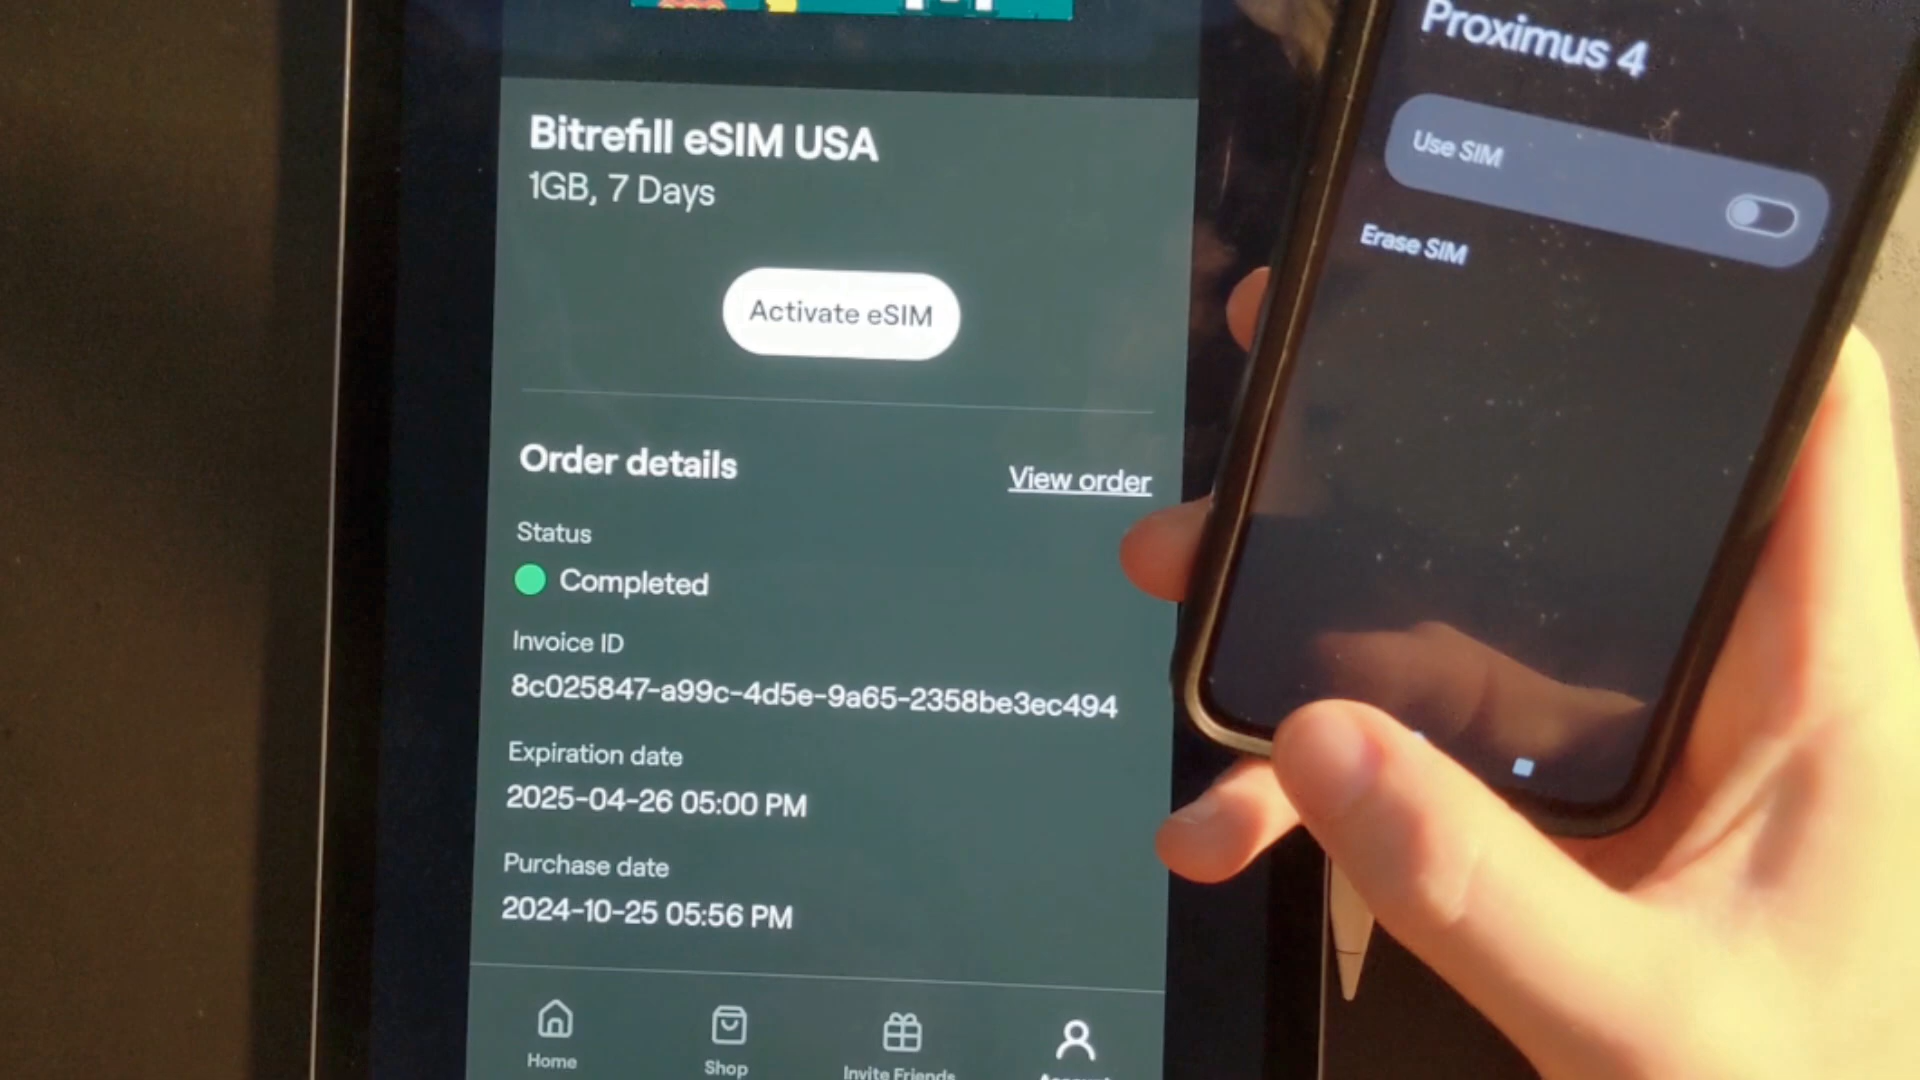 Bitrefill eSIM USA
1GB, 7 Days
Activate eSIM
Order details
View order
Status
Completed
Invoice ID
8c025847-a99c-4d5e-9a65-2358be3ec494
Expiration date
2025-04-26 05:00 PM
Purchase date
2024-10-25 05:56 PM
Home
Shop
Invite Friends
Account
Proximus 4
Use SIM
Erase SIM